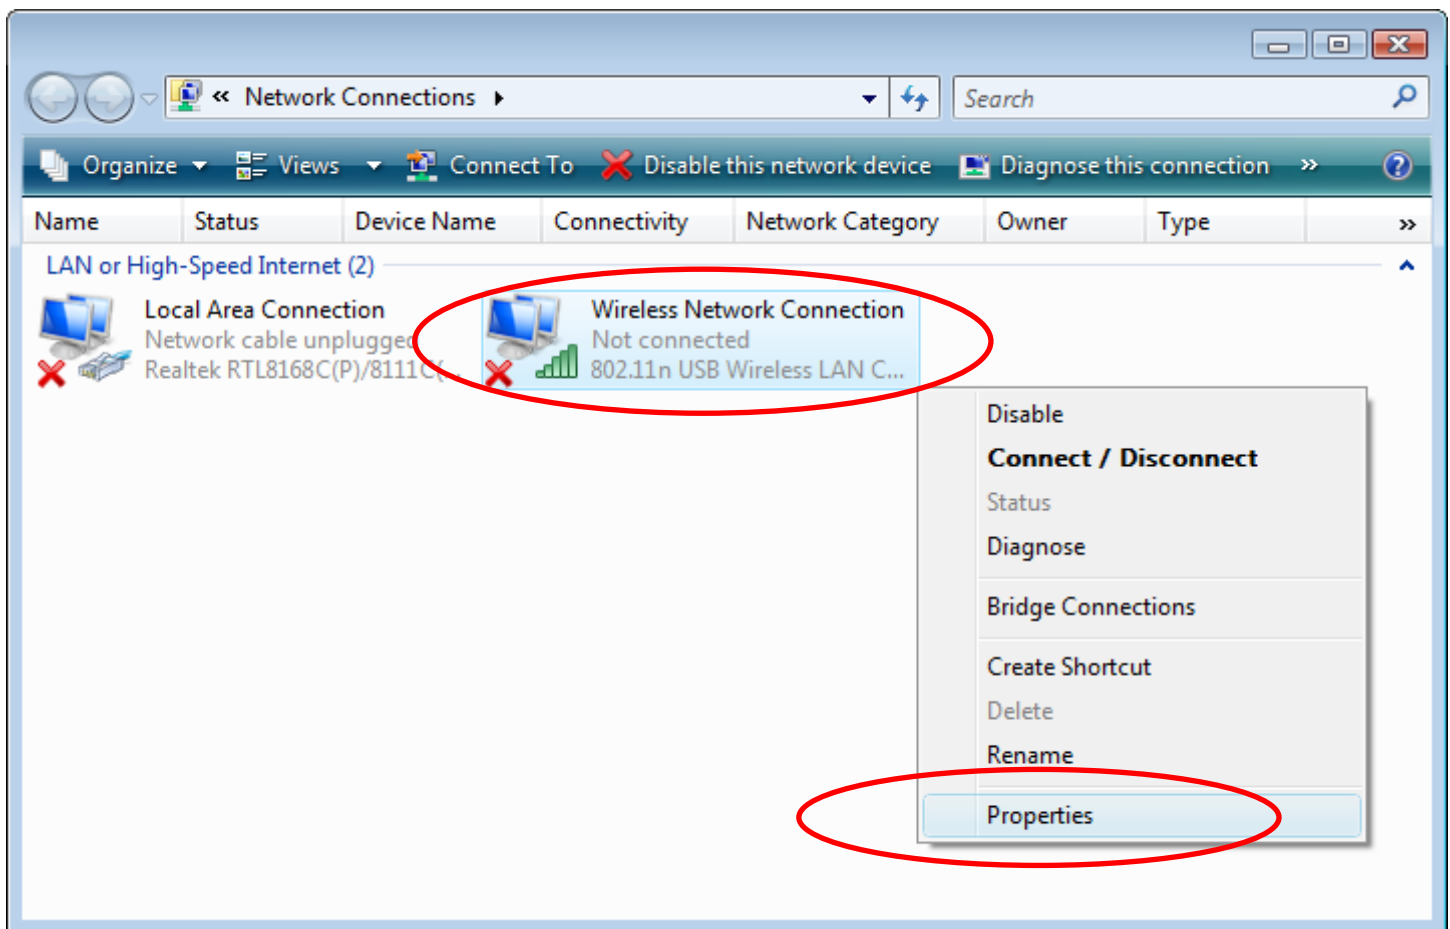 « Network Connections
Search
Organize Views Connect To Disable this network device Diagnose this connection »
Name Status Device Name Connectivity Network Category Owner Type »
LAN or High-Speed Internet (2)
Local Area Connection
Network cable unplugged
Realtek RTL8168C(P)/8111C(...
Wireless Network Connection
Not connected
802.11n USB Wireless LAN C...
Disable
Connect / Disconnect
Status
Diagnose
Bridge Connections
Create Shortcut
Delete
Rename
Properties